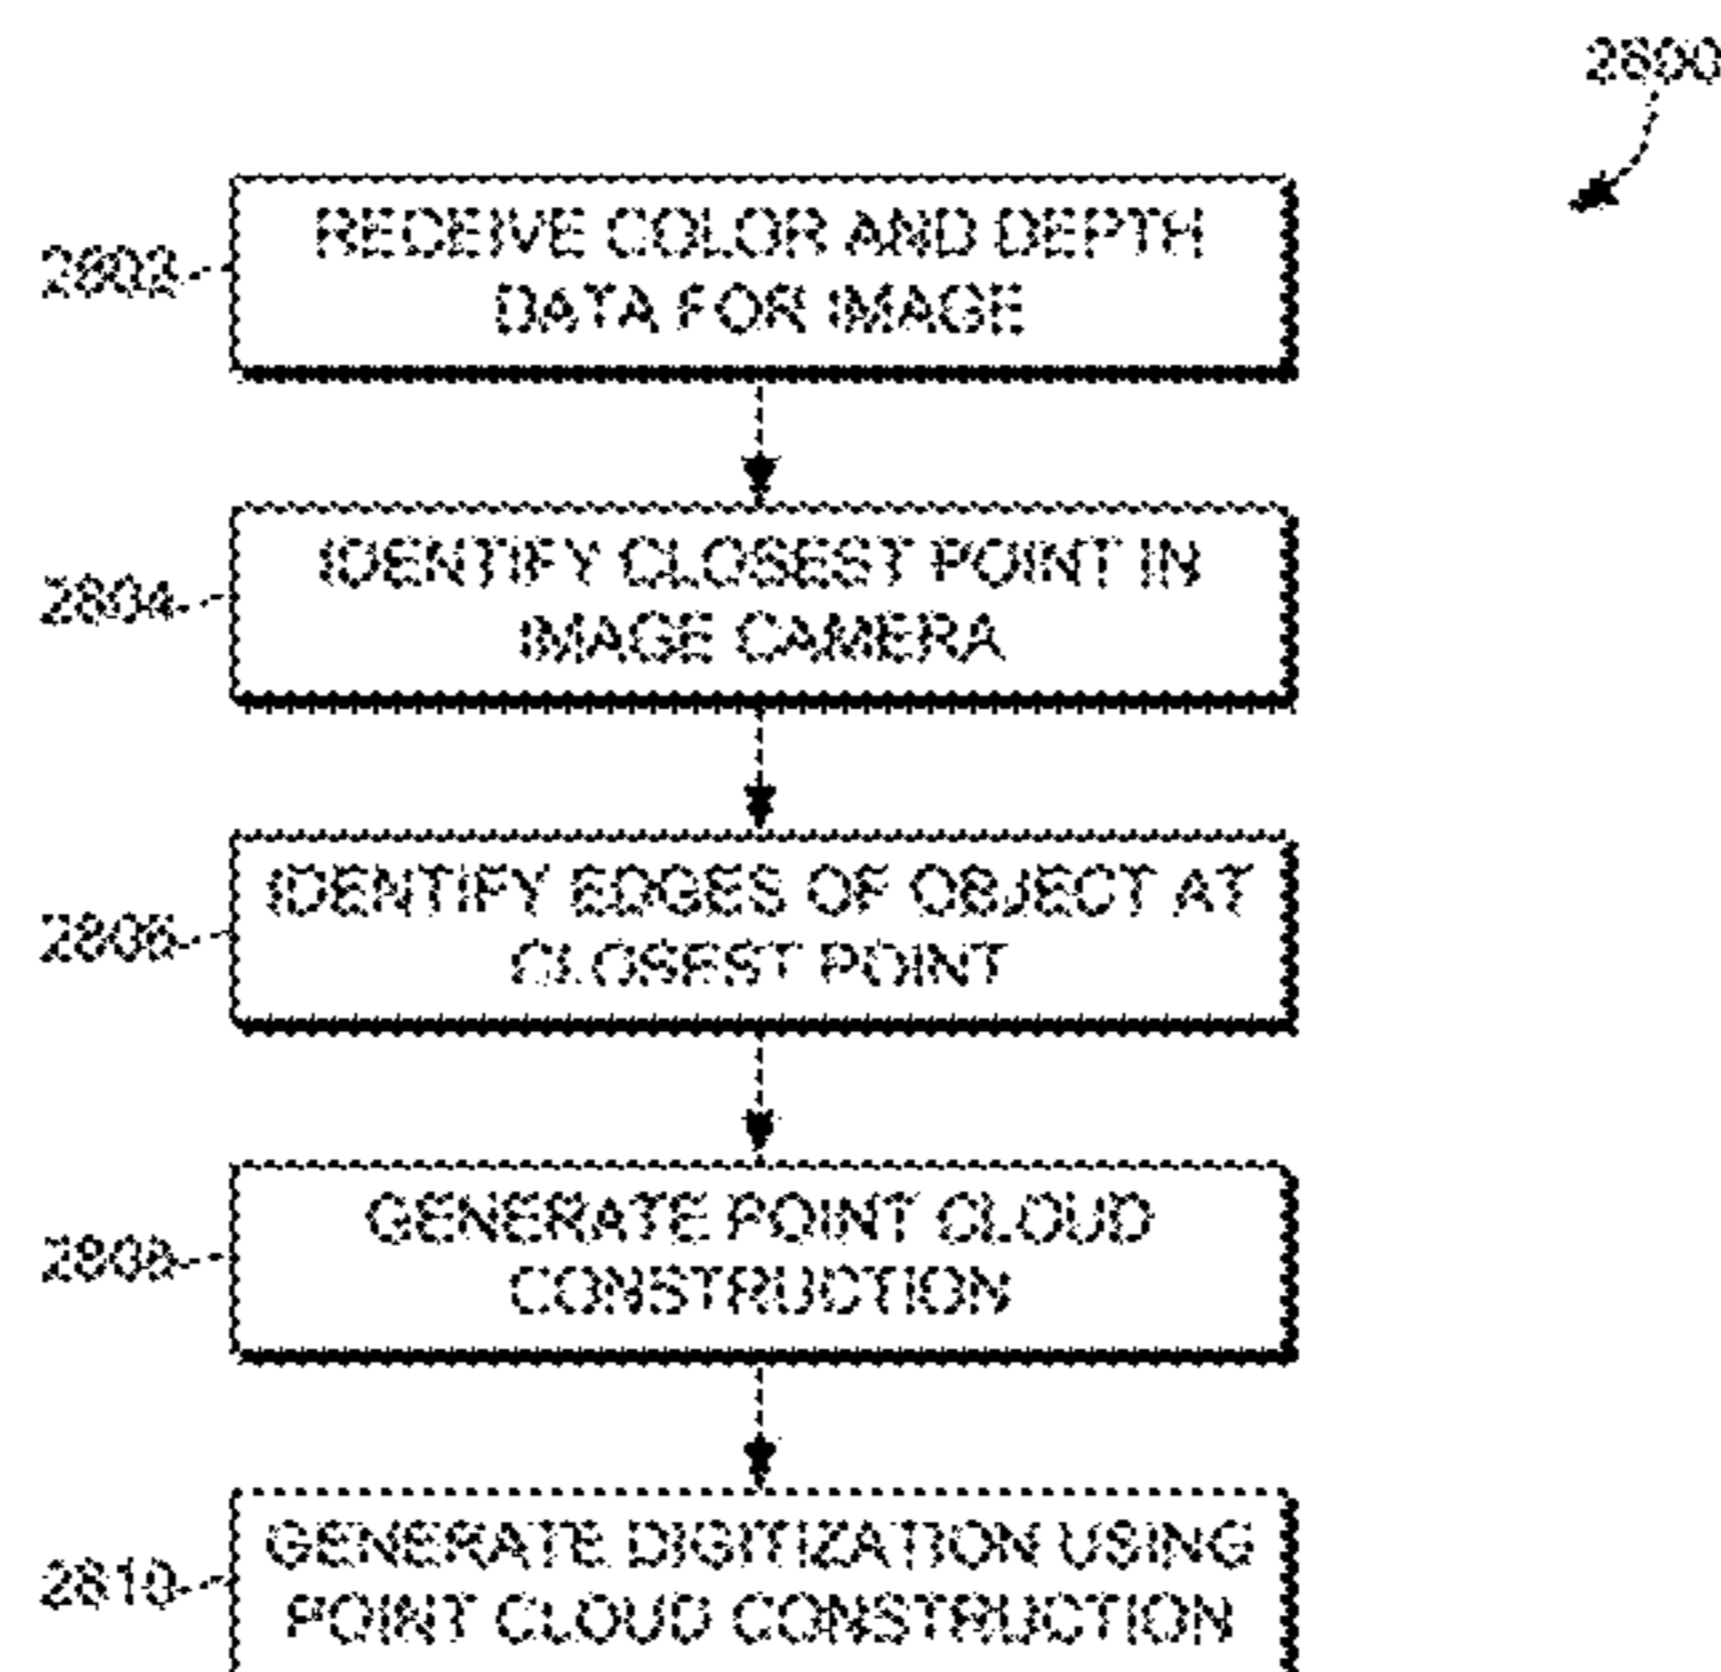 2800
2802
RECEIVE COLOR AND DEPTH
DATA FOR IMAGE
2804
IDENTIFY CLOSEST POINT IN
IMAGE CAMERA
2806
IDENTIFY EDGES OF OBJECT AT
CLOSEST POINT
2808
GENERATE POINT CLOUD
CONSTRUCTION
2810
GENERATE DIGITIZATION USING
POINT CLOUD CONSTRUCTION